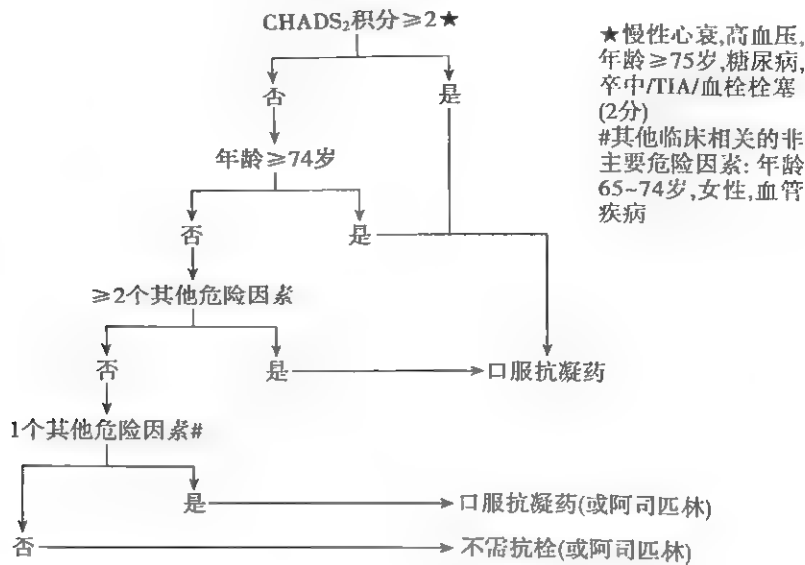 CHADS₂积分≥2★
否
是
年龄≥74岁
否
是
≥2个其他危险因素
否
是
口服抗凝药
1个其他危险因素#
是
口服抗凝药(或阿司匹林)
否
不需抗栓(或阿司匹林)
★慢性心衰,高血压,
年龄≥75岁,糖尿病,
卒中/TIA/血栓栓塞
(2分)
#其他临床相关的非
主要危险因素: 年龄
65~74岁,女性,血管
疾病